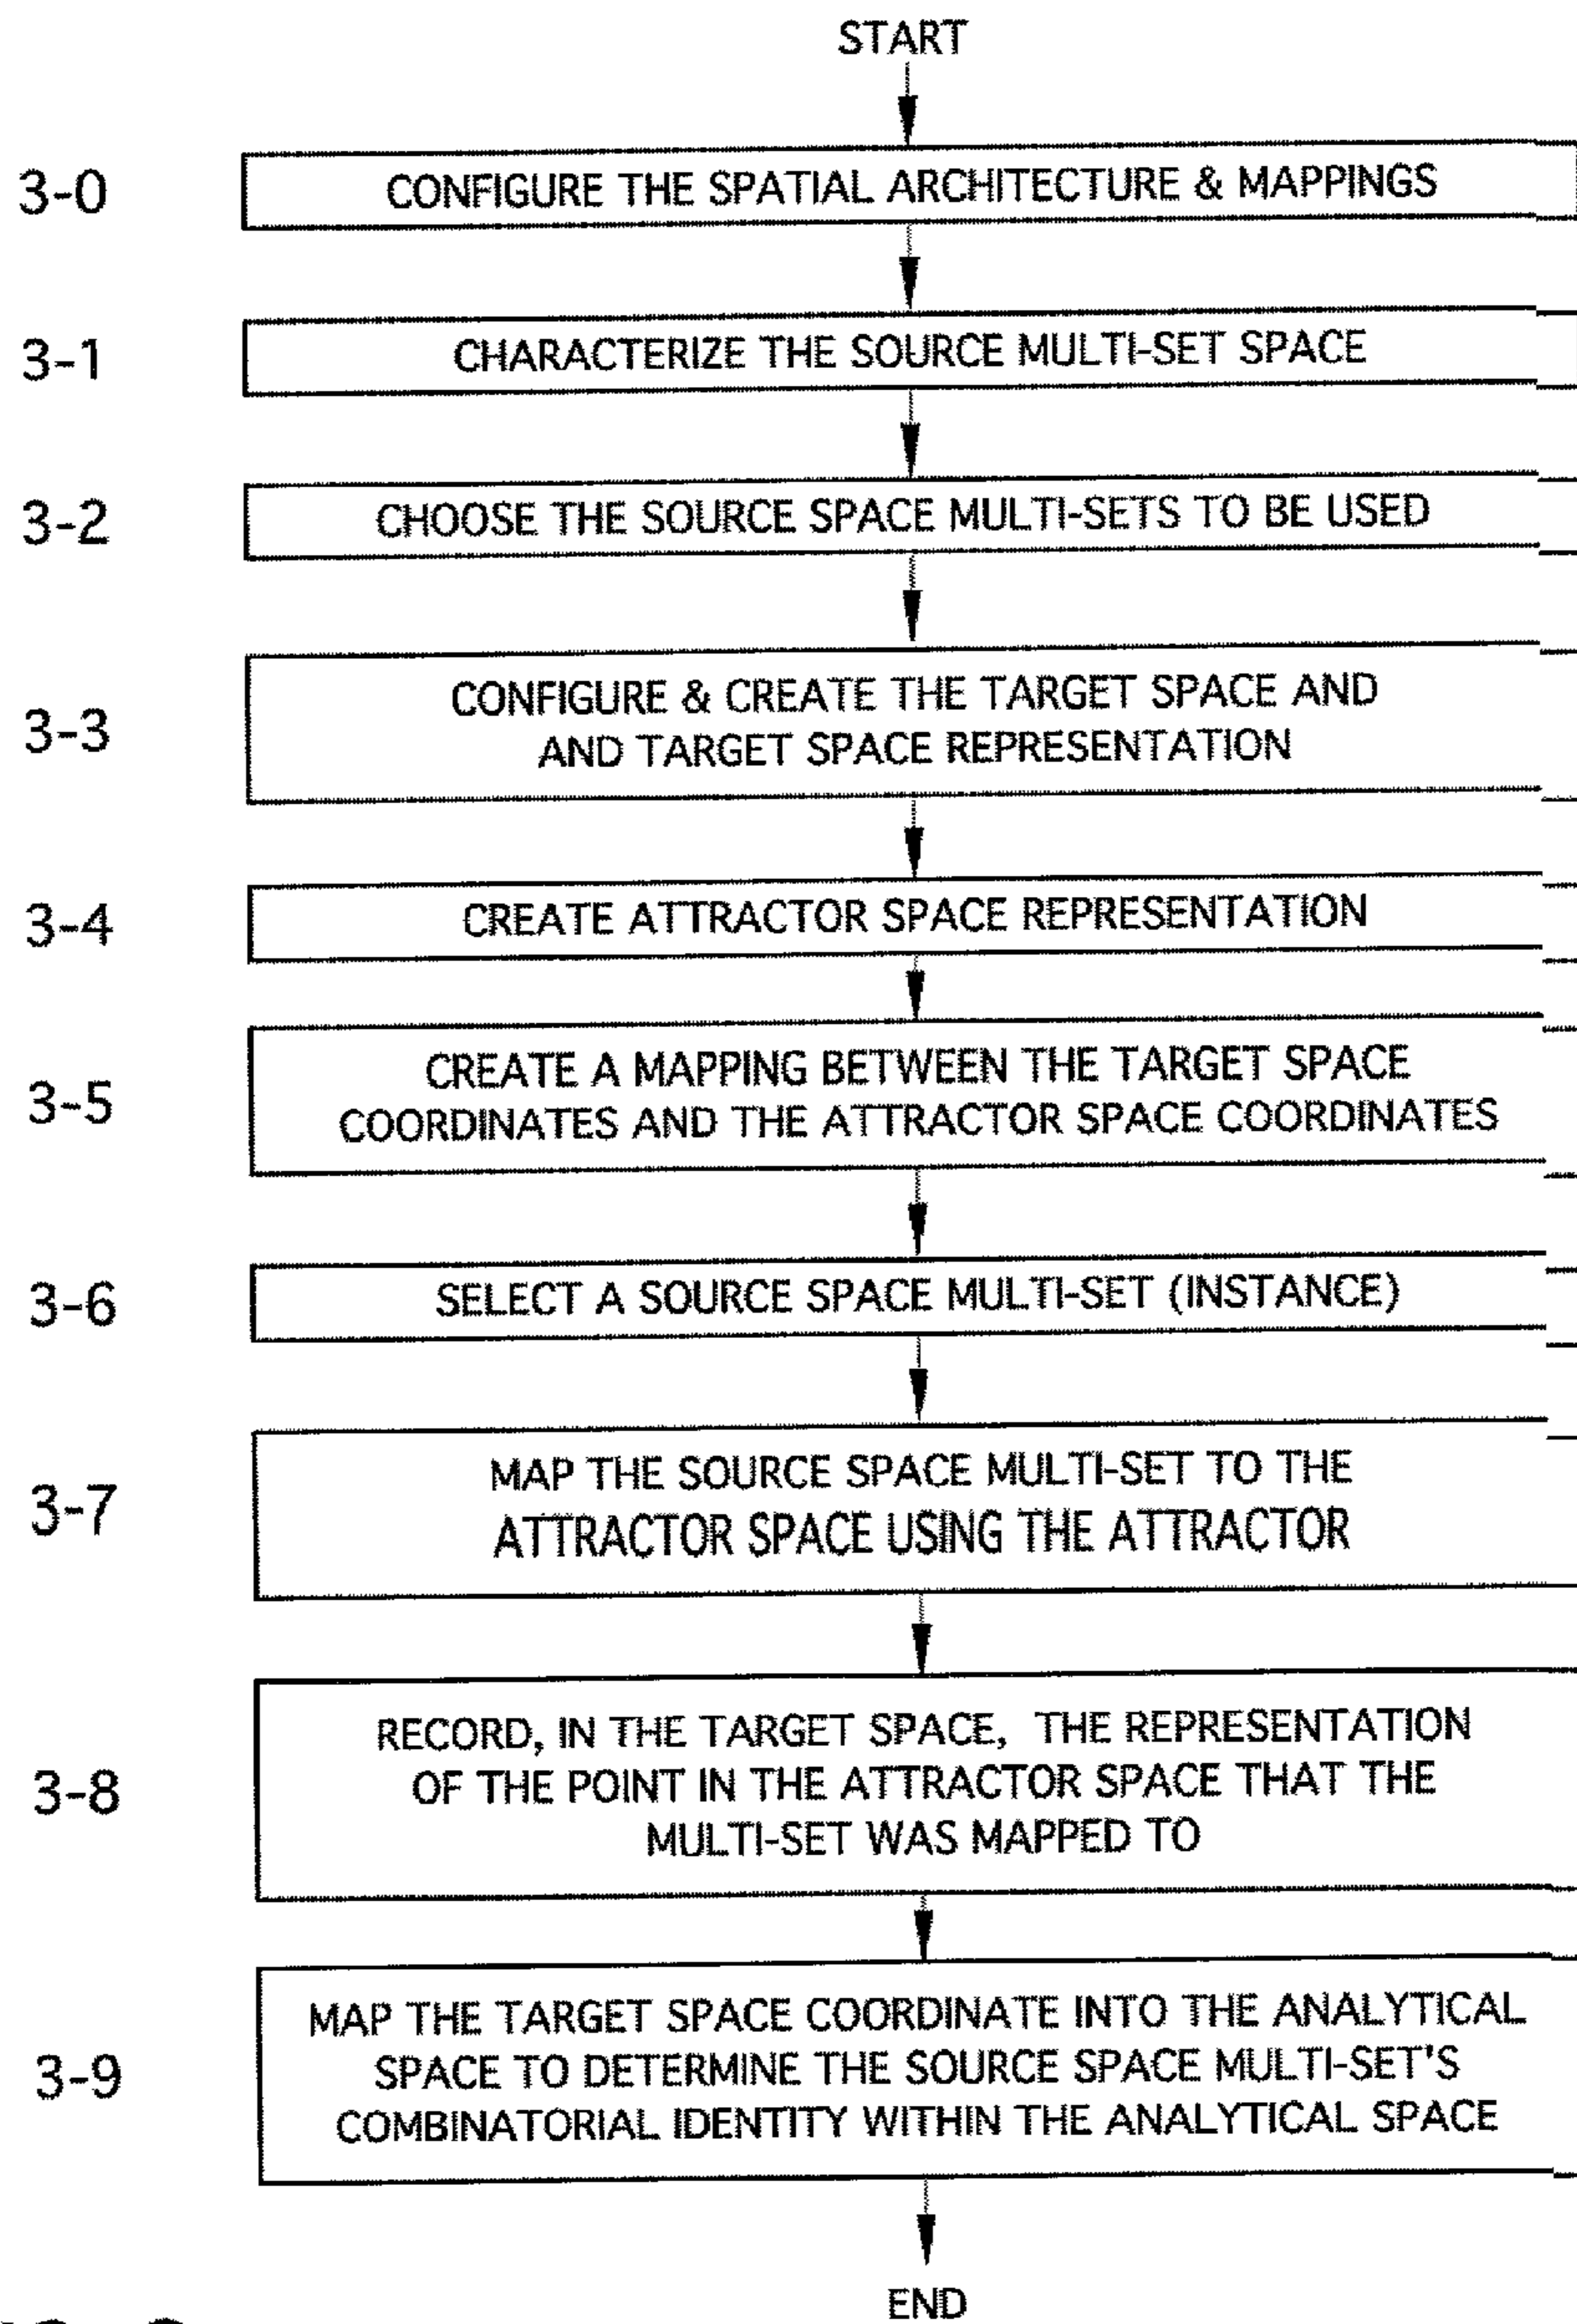 START
3-0
CONFIGURE THE SPATIAL ARCHITECTURE & MAPPINGS
3-1
CHARACTERIZE THE SOURCE MULTI-SET SPACE
3-2
CHOOSE THE SOURCE SPACE MULTI-SETS TO BE USED
3-3
CONFIGURE & CREATE THE TARGET SPACE AND
AND TARGET SPACE REPRESENTATION
3-4
CREATE ATTRACTOR SPACE REPRESENTATION
3-5
CREATE A MAPPING BETWEEN THE TARGET SPACE
COORDINATES AND THE ATTRACTOR SPACE COORDINATES
3-6
SELECT A SOURCE SPACE MULTI-SET (INSTANCE)
3-7
MAP THE SOURCE SPACE MULTI-SET TO THE
ATTRACTOR SPACE USING THE ATTRACTOR
3-8
RECORD, IN THE TARGET SPACE, THE REPRESENTATION
OF THE POINT IN THE ATTRACTOR SPACE THAT THE
MULTI-SET WAS MAPPED TO
3-9
MAP THE TARGET SPACE COORDINATE INTO THE ANALYTICAL
SPACE TO DETERMINE THE SOURCE SPACE MULTI-SET'S
COMBINATORIAL IDENTITY WITHIN THE ANALYTICAL SPACE
END